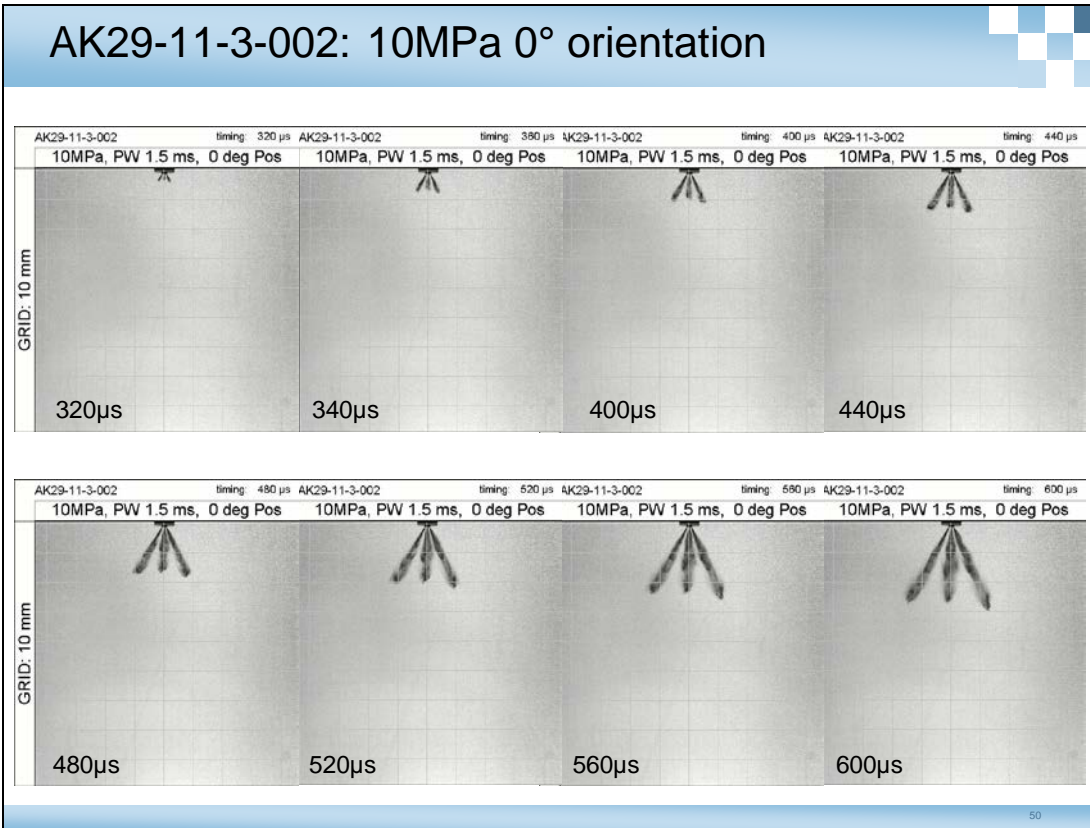 AK29-11-3-002: 10MPa 0° orientation
AK29-11-3-002 timing: 320 µs AK29-11-3-002 timing: 360 µs AK29-11-3-002 timing: 400 µs AK29-11-3-002 timing: 440 µs
10MPa, PW 1.5 ms, 0 deg Pos 10MPa, PW 1.5 ms, 0 deg Pos 10MPa, PW 1.5 ms, 0 deg Pos 10MPa, PW 1.5 ms, 0 deg Pos
GRID: 10 mm
320µs 340µs 400µs 440µs
AK29-11-3-002 timing: 480 µs AK29-11-3-002 timing: 520 µs AK29-11-3-002 timing: 560 µs AK29-11-3-002 timing: 600 µs
10MPa, PW 1.5 ms, 0 deg Pos 10MPa, PW 1.5 ms, 0 deg Pos 10MPa, PW 1.5 ms, 0 deg Pos 10MPa, PW 1.5 ms, 0 deg Pos
GRID: 10 mm
480µs 520µs 560µs 600µs
50